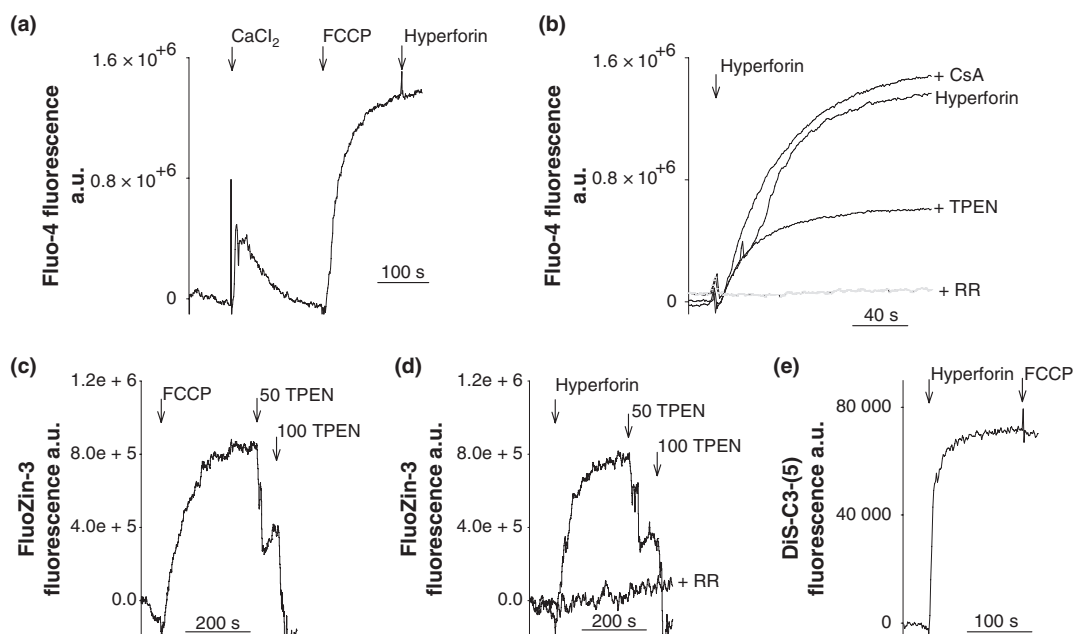 (a)
CaCl₂ FCCP Hyperforin
1.6 × 10⁺⁶
0.8 × 10⁺⁶
0
Fluo-4 fluorescence
a.u.
100 s
(b)
Hyperforin
1.6 × 10⁺⁶
0.8 × 10⁺⁶
0
Fluo-4 fluorescence
a.u.
+ CsA
Hyperforin
+ TPEN
+ RR
40 s
(c)
1.2e + 6
8.0e + 5
4.0e + 5
0.0
FluoZin-3
fluorescence a.u.
FCCP
50 TPEN
100 TPEN
200 s
(d)
1.2e + 6
8.0e + 5
4.0e + 5
0.0
FluoZin-3
fluorescence a.u.
Hyperforin
50 TPEN
100 TPEN
+ RR
200 s
(e)
Hyperforin FCCP
80 000
40 000
0
DiS-C3-(5)
fluorescence a.u.
100 s